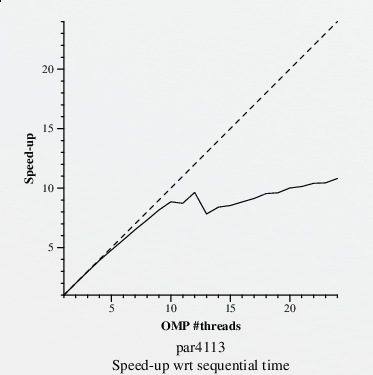 20
15
10
5
Speed-up
5 10 15 20
OMP #threads
par4113
Speed-up wrt sequential time